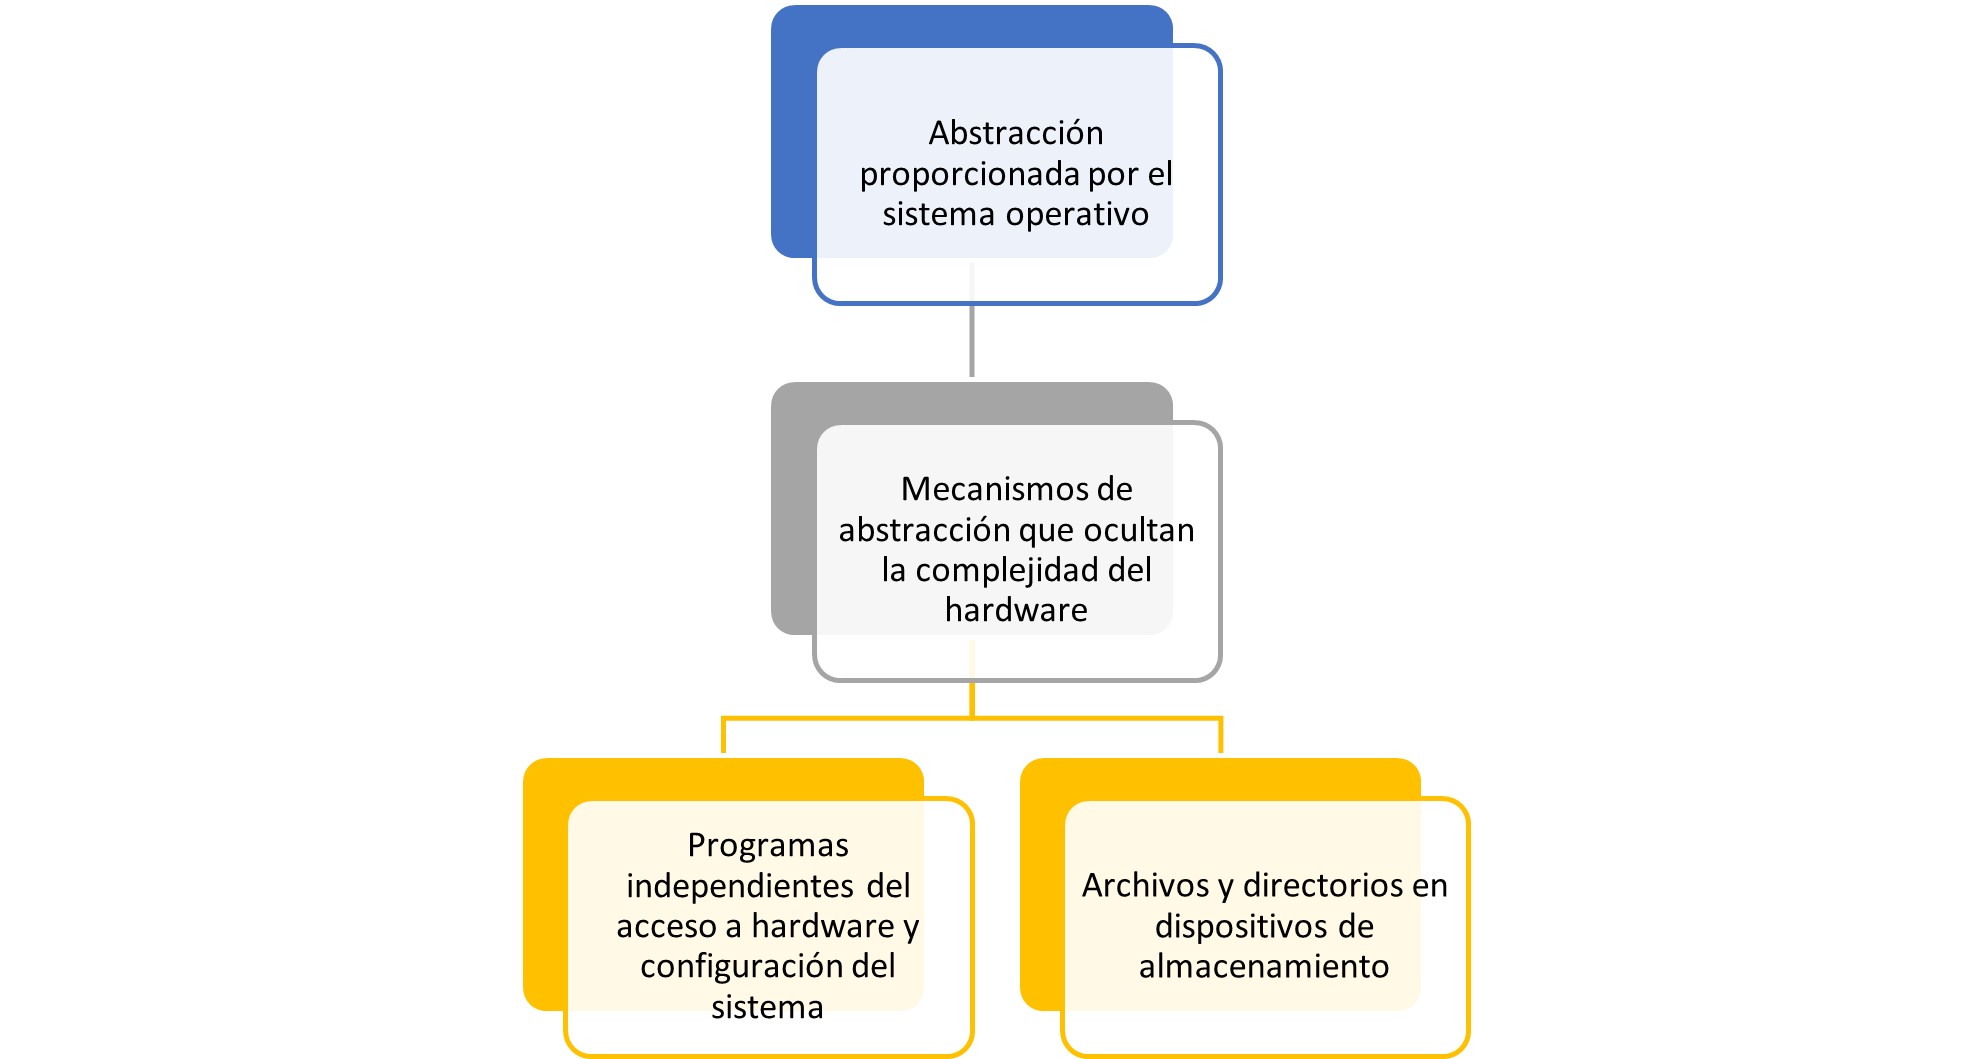 Abstracción
proporcionada por el
sistema operativo
Mecanismos de
abstracción que ocultan
la complejidad del
hardware
Programas
independientes del
acceso a hardware y
configuración del
sistema
Archivos y directorios en
dispositivos de
almacenamiento